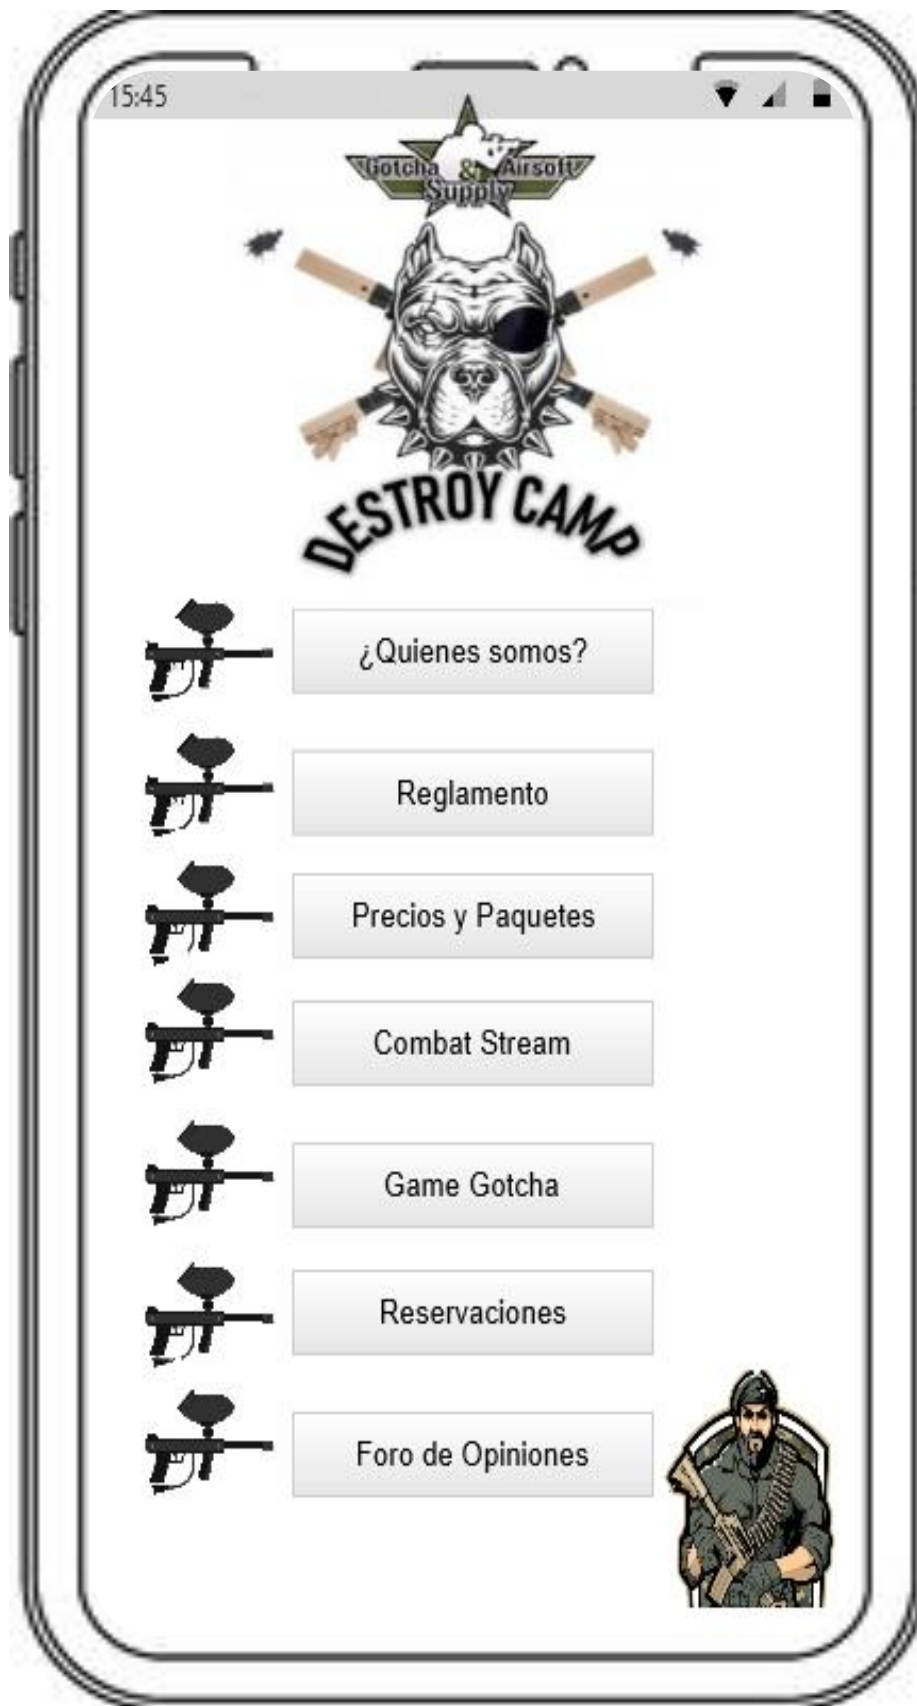 15:45
Gotcha & Airsoft
Supply
DESTROY CAMP
¿Quienes somos?
Reglamento
Precios y Paquetes
Combat Stream
Game Gotcha
Reservaciones
Foro de Opiniones